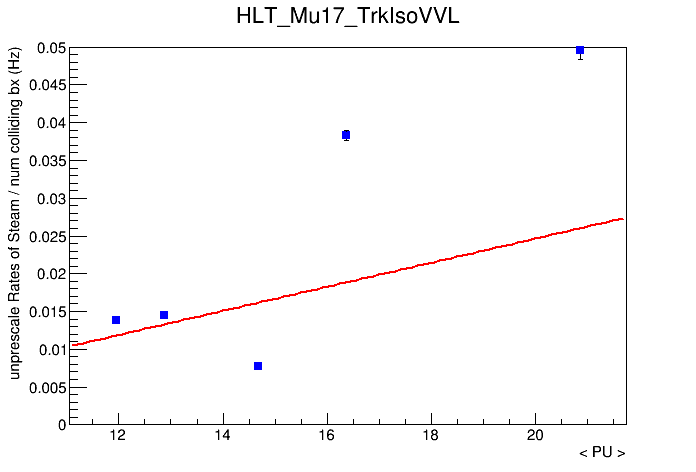 HLT_Mu17_TrkIsoVVL
unprescale Rates of Steam / num colliding bx (Hz)
0.05
0.045
0.04
0.035
0.03
0.025
0.02
0.015
0.01
0.005
0
12 14 16 18 20
< PU >